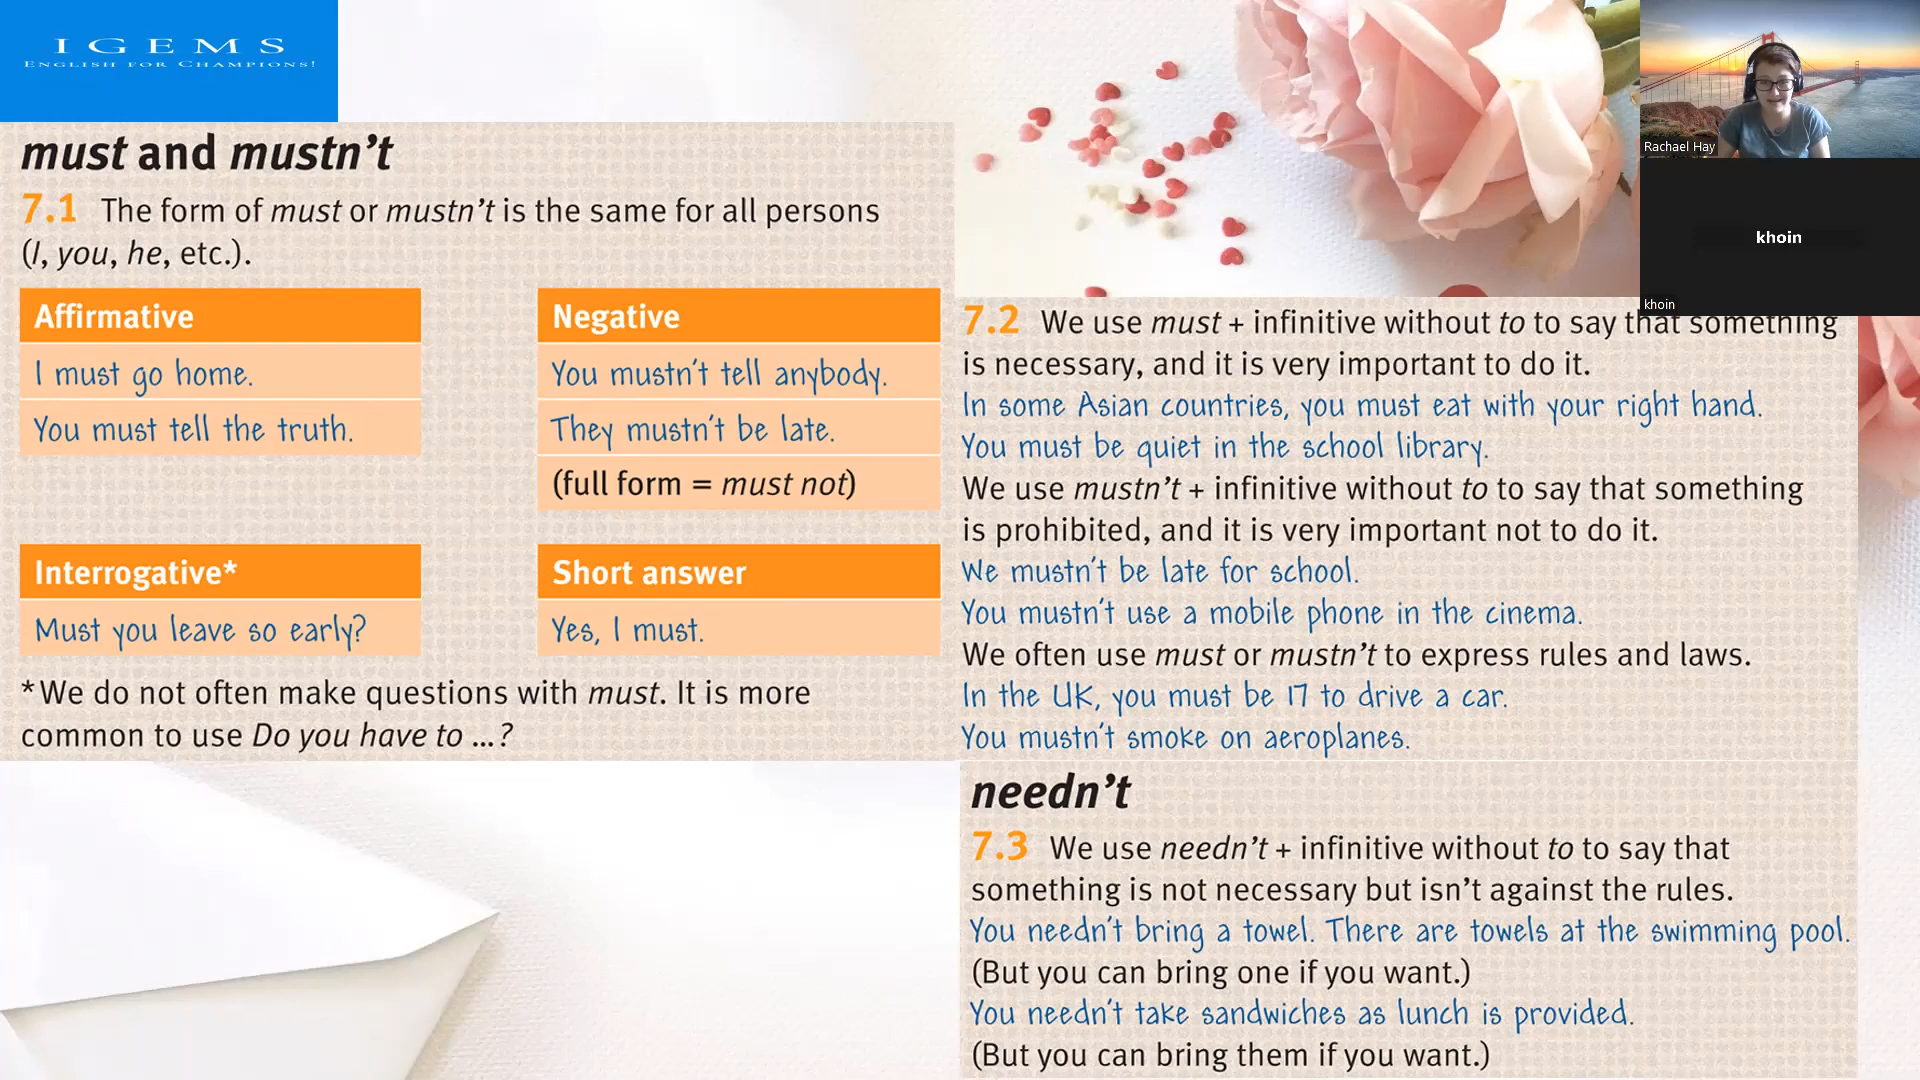 I G E M S
ENGLISH FOR CHAMPIONS!
must and mustn't
7.1 The form of must or mustn't is the same for all persons
(I, you, he, etc.).
Affirmative
I must go home.
You must tell the truth.
Negative
You mustn't tell anybody.
They mustn't be late.
(full form = must not)
Interrogative*
Must you leave so early?
Short answer
Yes, I must.
*We do not often make questions with must. It is more
common to use Do you have to ...?
7.2 We use must + infinitive without to to say that something
is necessary, and it is very important to do it.
In some Asian countries, you must eat with your right hand.
You must be quiet in the school library.
We use mustn't + infinitive without to to say that something
is prohibited, and it is very important not to do it.
We mustn't be late for school.
You mustn't use a mobile phone in the cinema.
We often use must or mustn't to express rules and laws.
In the UK, you must be 17 to drive a car.
You mustn't smoke on aeroplanes.
needn't
7.3 We use needn't + infinitive without to to say that
something is not necessary but isn't against the rules.
You needn't bring a towel. There are towels at the swimming pool.
(But you can bring one if you want.)
You needn't take sandwiches as lunch is provided.
(But you can bring them if you want.)
Rachael Hay
khoin
khoin